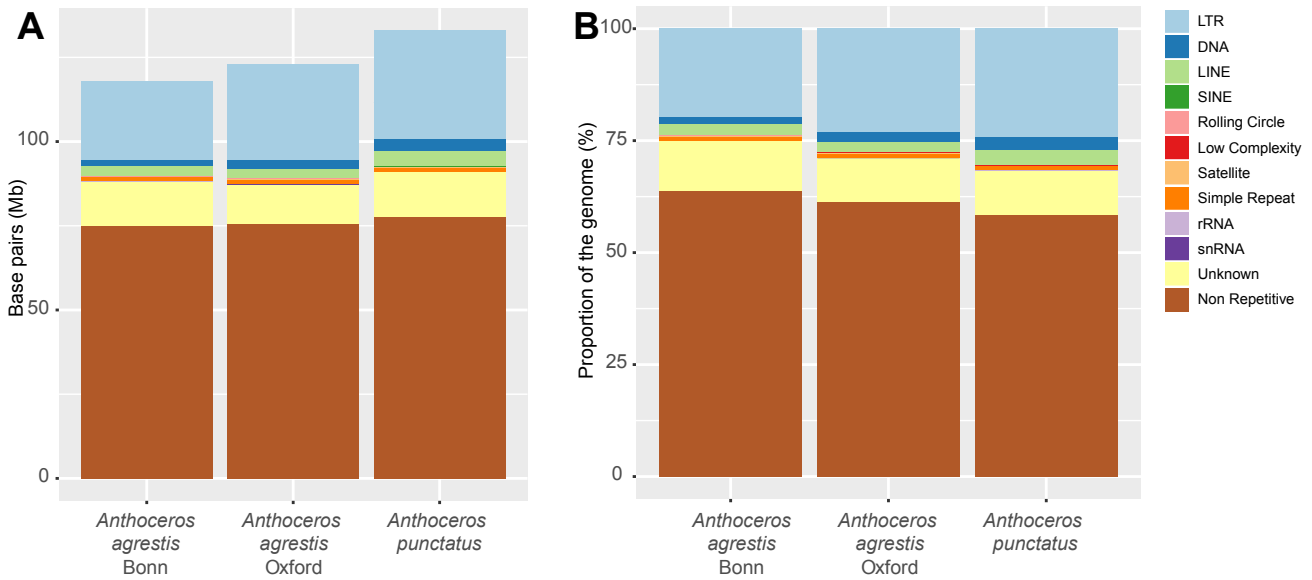 A
Base pairs (Mb)
100
50
0
Anthoceros
agrestis
Bonn
Anthoceros
agrestis
Oxford
Anthoceros
punctatus
B
Proportion of the genome (%)
100
75
50
25
0
Anthoceros
agrestis
Bonn
Anthoceros
agrestis
Oxford
Anthoceros
punctatus
LTR
DNA
LINE
SINE
Rolling Circle
Low Complexity
Satellite
Simple Repeat
rRNA
snRNA
Unknown
Non Repetitive